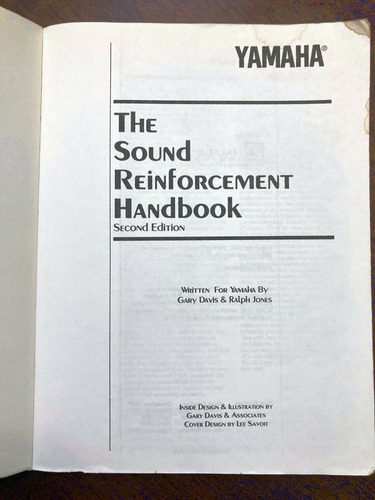 YAMAHA®
The
Sound
Reinforcement
Handbook
Second Edition
Written For Yamaha By
Gary Davis & Ralph Jones
Inside Design & Illustration by
Gary Davis & Associates
Cover Design by Lee Savoit